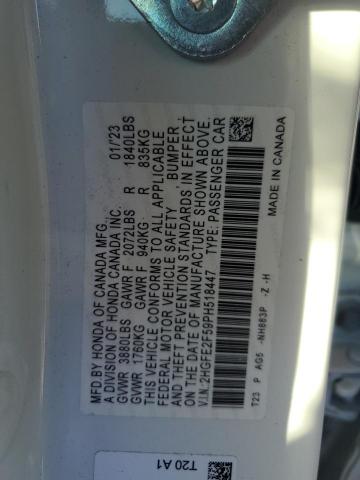 MFD. BY HONDA OF CANADA MFG. 01/'23
A DIVISION OF HONDA CANADA INC.
GVWR 3880LBS GAWR F 2072LBS R 1840LBS
GVWR 1760KG GAWR F 940KG R 835KG
THIS VEHICLE CONFORMS TO ALL APPLICABLE
FEDERAL MOTOR VEHICLE SAFETY, BUMPER,
AND THEFT PREVENTION STANDARDS IN EFFECT
ON THE DATE OF MANUFACTURE SHOWN ABOVE.
V.I.N.:2HGFE2F59PH518447 TYPE:PASSENGER CAR
T23 P AG5 -NH883P -Z -H
MADE IN CANADA
T20 A1